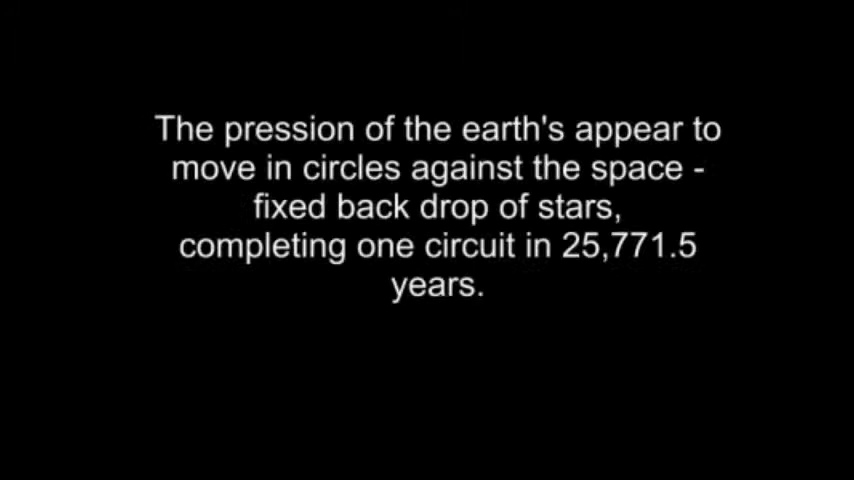 The pression of the earth's appear to
move in circles against the space -
fixed back drop of stars,
completing one circuit in 25,771.5
years.